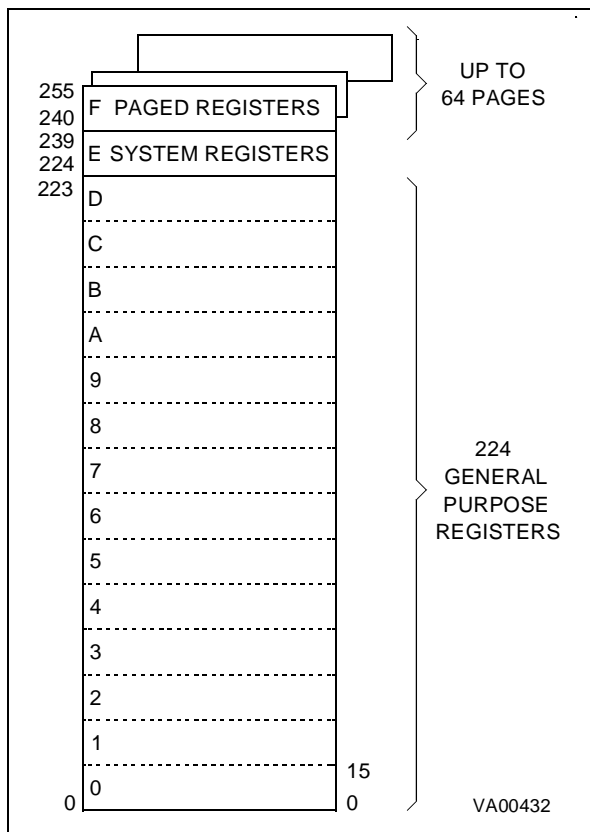 UP TO
64 PAGES
255
240
F PAGED REGISTERS
239
224
E SYSTEM REGISTERS
223
D
C
B
A
9
8
7
6
5
4
3
2
1
0
15
0
0
224
GENERAL
PURPOSE
REGISTERS
VA00432